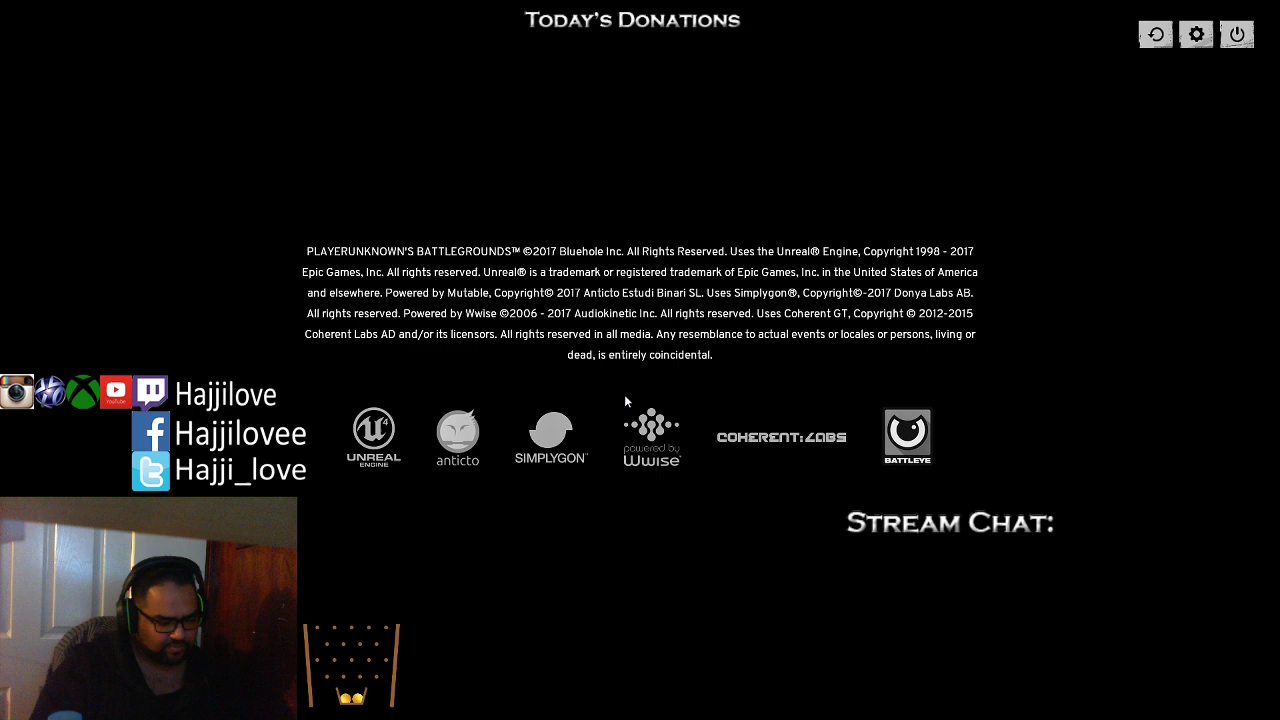 Today's Donations
PLAYERUNKNOWN'S BATTLEGROUNDS™ ©2017 Bluehole Inc. All Rights Reserved. Uses the Unreal® Engine, Copyright 1998 - 2017
Epic Games, Inc. All rights reserved. Unreal® is a trademark or registered trademark of Epic Games, Inc. in the United States of America
and elsewhere. Powered by Mutable, Copyright© 2017 Anticto Estudi Binari SL. Uses Simplygon®, Copyright©-2017 Donya Labs AB.
All rights reserved. Powered by Wwise ©2006 - 2017 Audiokinetic Inc. All rights reserved. Uses Coherent GT, Copyright © 2012-2015
Coherent Labs AD and/or its licensors. All rights reserved in all media. Any resemblance to actual events or locales or persons, living or
dead, is entirely coincidental.
YouTube Hajjilove
f Hajjilovee
t Hajji_love
U 4 UNREAL ENGINE
anticto
SIMPLYGON™
powered by Wwise
COHERENT:LABS
BATTLEYE
Stream Chat: